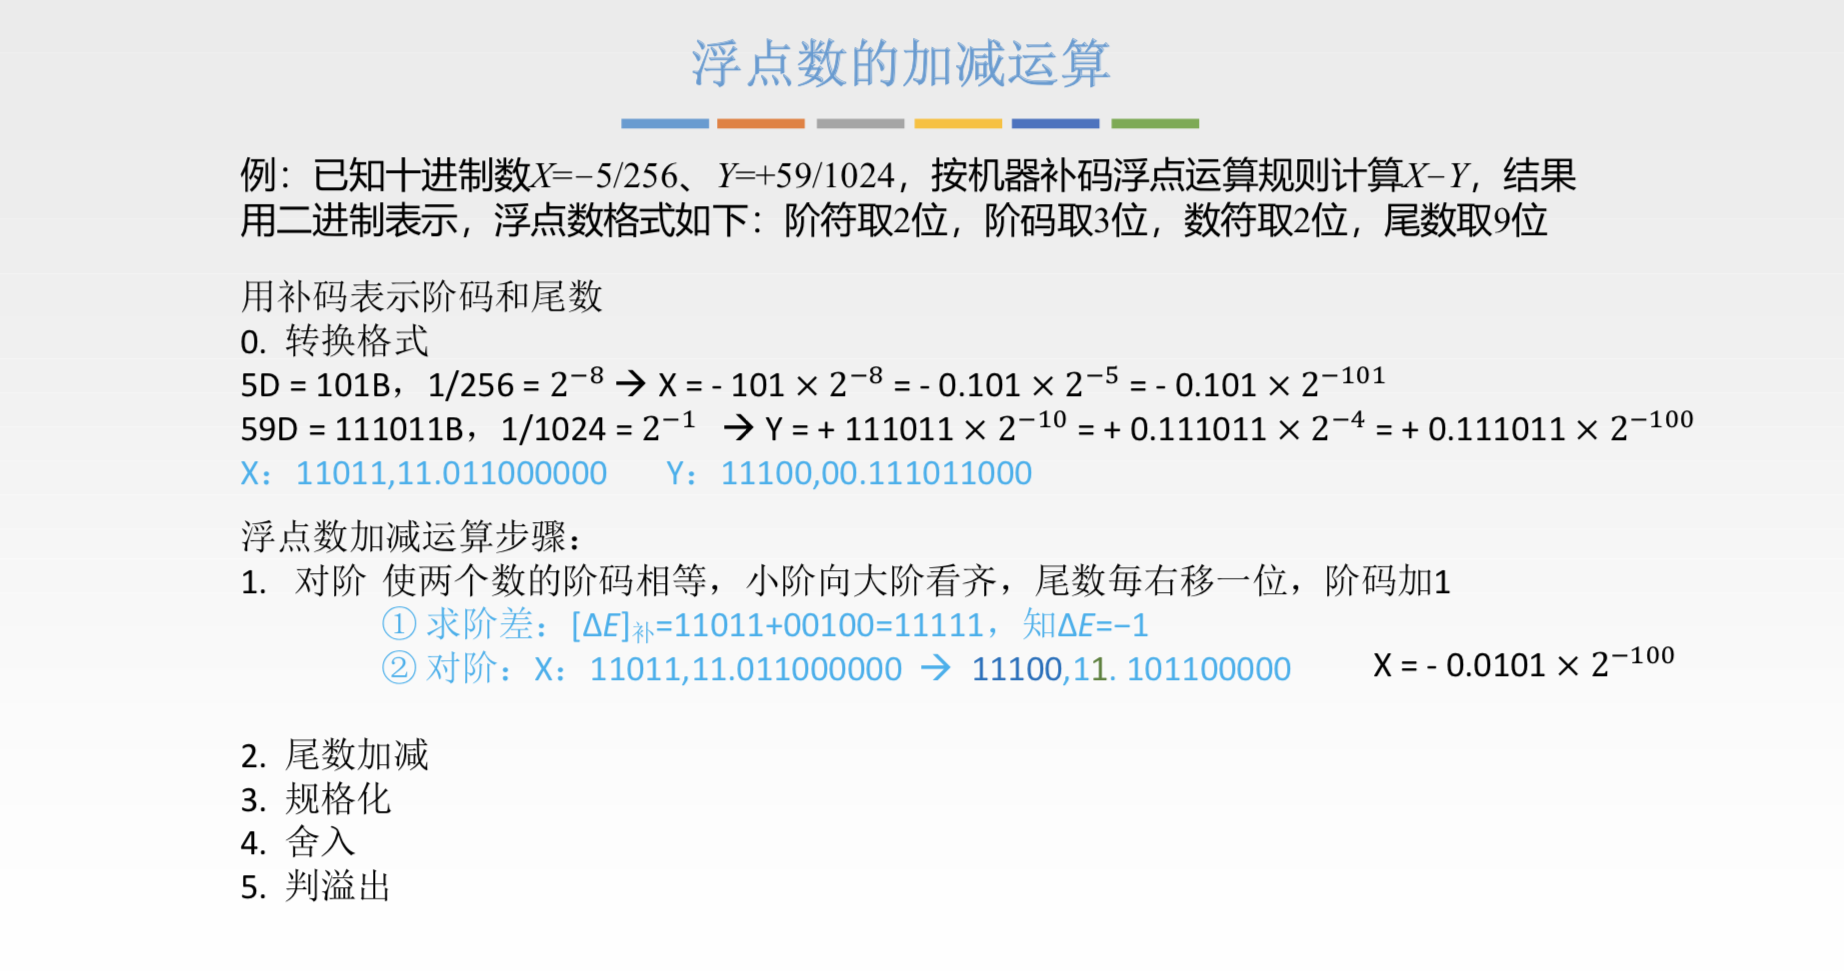 浮点数的加减运算
例：已知十进制数X=−5/256、Y=+59/1024，按机器补码浮点运算规则计算X−Y，结果
用二进制表示，浮点数格式如下：阶符取2位，阶码取3位，数符取2位，尾数取9位
用补码表示阶码和尾数
0. 转换格式
5D = 101B，1/256 = 2⁻⁸ → X = - 101 × 2⁻⁸ = - 0.101 × 2⁻⁵ = - 0.101 × 2⁻¹⁰¹
59D = 111011B，1/1024 = 2⁻¹ → Y = + 111011 × 2⁻¹⁰ = + 0.111011 × 2⁻⁴ = + 0.111011 × 2⁻¹⁰⁰
X：11011,11.011000000 Y：11100,00.111011000
浮点数加减运算步骤：
1. 对阶 使两个数的阶码相等，小阶向大阶看齐，尾数每右移一位，阶码加1
① 求阶差：[ΔE]补=11011+00100=11111，知ΔE=−1
② 对阶：X：11011,11.011000000 → 11100,11. 101100000 X = - 0.0101 × 2⁻¹⁰⁰
2. 尾数加减
3. 规格化
4. 舍入
5. 判溢出